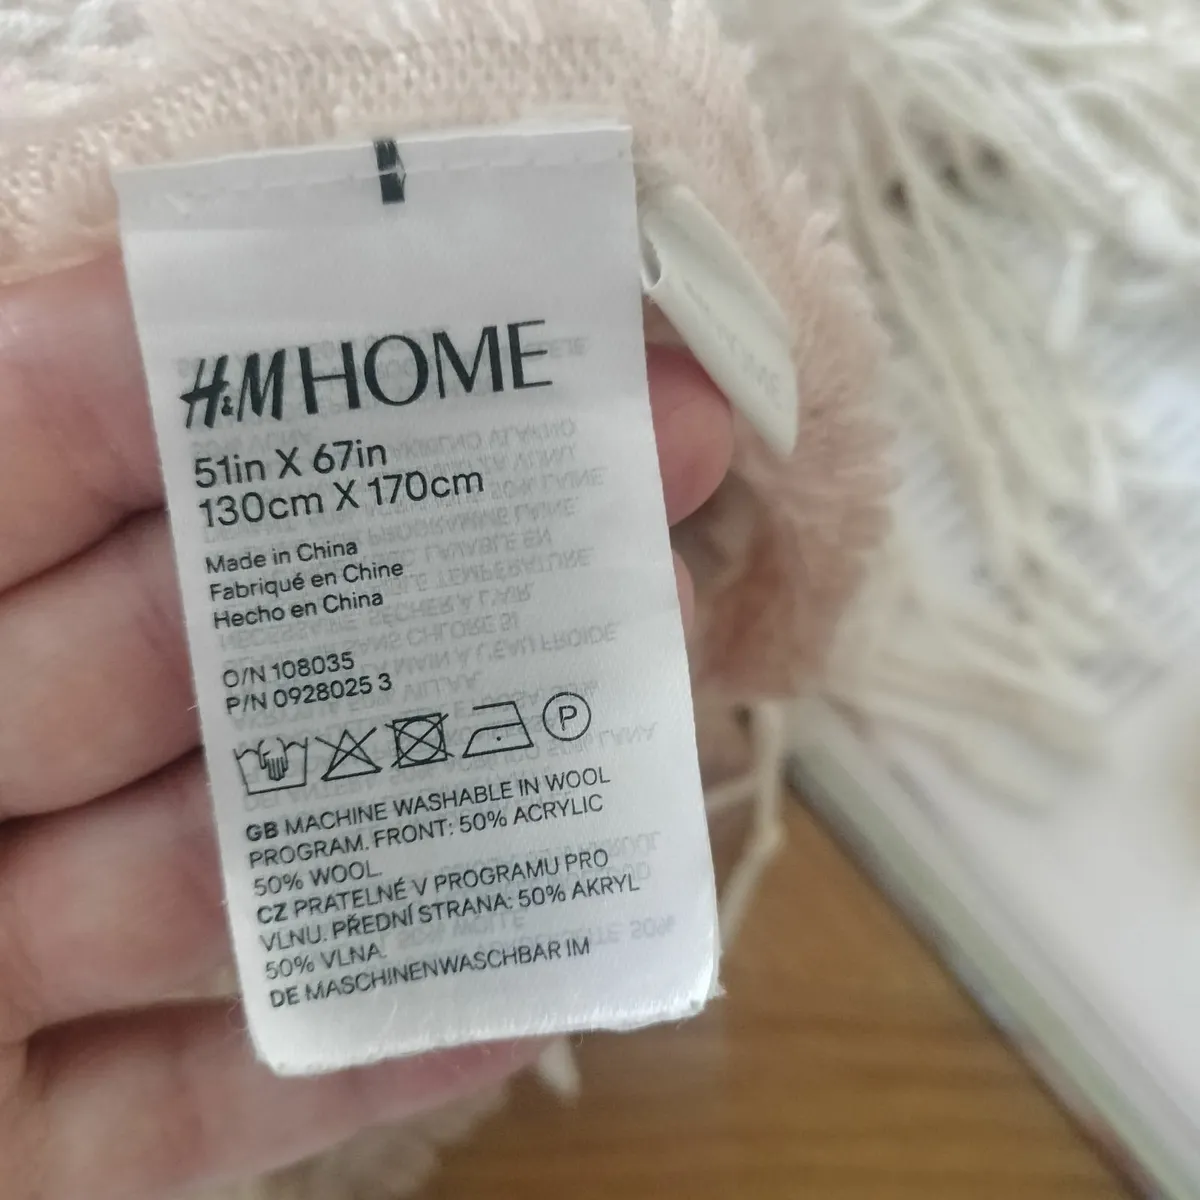 H&M HOME
51in X 67in
130cm X 170cm
Made in China
Fabriqué en Chine
Hecho en China
O/N 108035
P/N 0928025 3
P
GB MACHINE WASHABLE IN WOOL
PROGRAM. FRONT: 50% ACRYLIC
50% WOOL.
CZ PRATELNÉ V PROGRAMU PRO
VLNU. PŘEDNÍ STRANA: 50% AKRYL
50% VLNA.
DE MASCHINENWASCHBAR IM